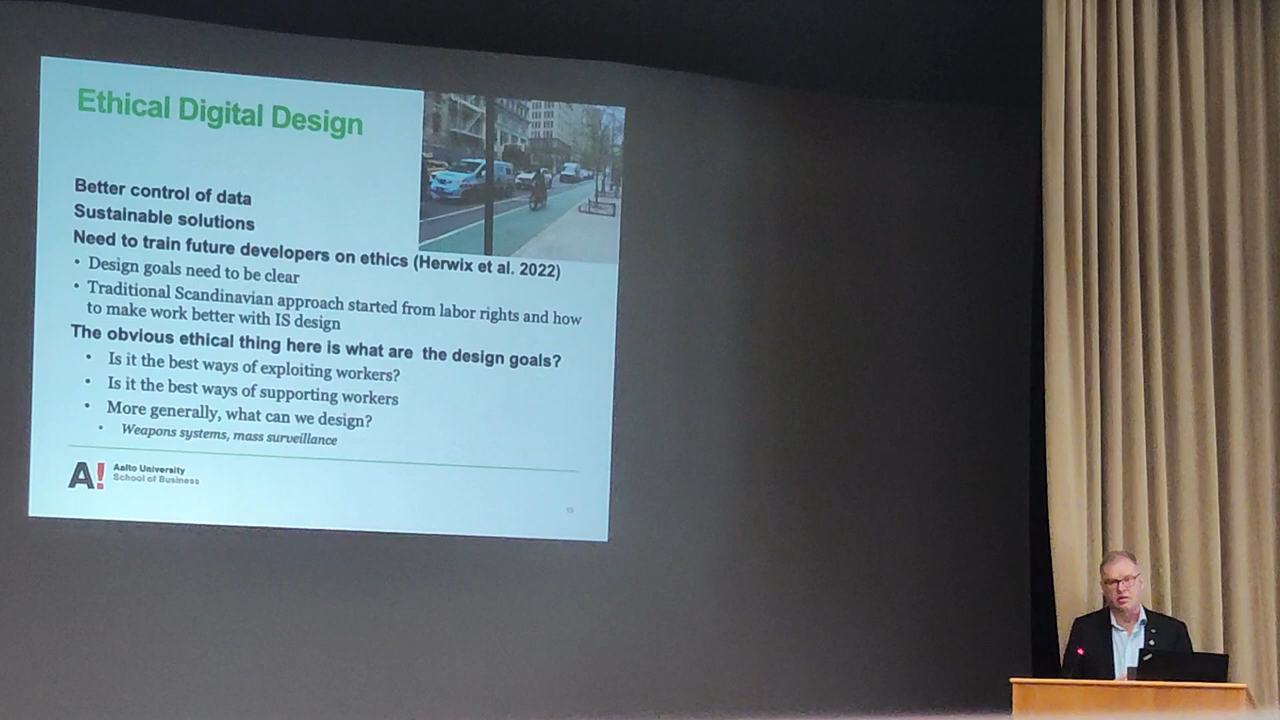 Ethical Digital Design
Better control of data
Sustainable solutions
Need to train future developers on ethics (Herwix et al. 2022)
• Design goals need to be clear
• Traditional Scandinavian approach started from labor rights and how
to make work better with IS design
The obvious ethical thing here is what are the design goals?
• Is it the best ways of exploiting workers?
• Is it the best ways of supporting workers
• More generally, what can we design?
• Weapons systems, mass surveillance
A!
Aalto University
School of Business